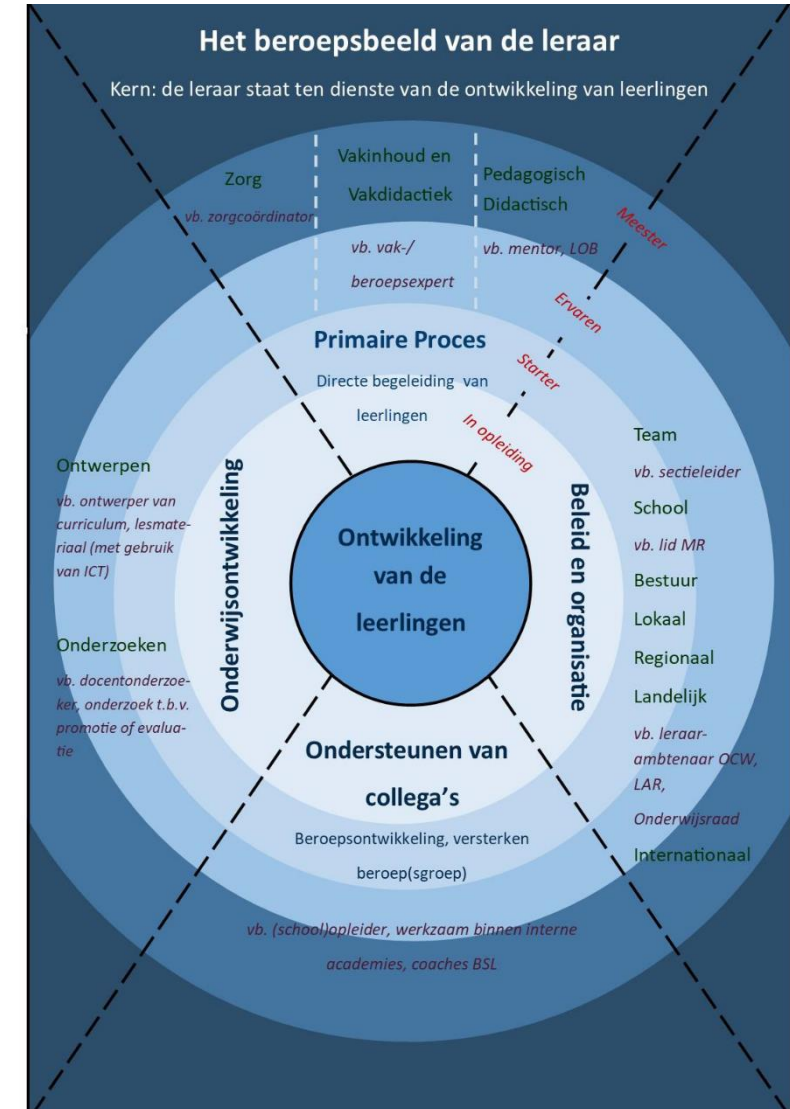 Het beroepsbeeld van de leraar
Kern: de leraar staat ten dienste van de ontwikkeling van leerlingen
Zorg
vb. zorgcoördinator
Vakinhoud en
Vakdidactiek
vb. vak-/
beroepsexpert
Pedagogisch
Didactisch
vb. mentor, LOB
Meester
Ervaren
Starter
In opleiding
Primaire Proces
Directe begeleiding van
leerlingen
Onderwijsontwikkeling
Ontwerpen
vb. ontwerper van
curriculum, lesmate-
riaal (met gebruik
van ICT)
Onderzoeken
vb. docentonderzoe-
ker, onderzoek t.b.v.
promotie of evalua-
tie
Ontwikkeling
van de
leerlingen
Beleid en organisatie
Team
vb. sectieleider
School
vb. lid MR
Bestuur
Lokaal
Regionaal
Landelijk
vb. leraar-
ambtenaar OCW,
LAR,
Onderwijsraad
Internationaal
Ondersteunen van
collega's
Beroepsontwikkeling, versterken
beroep(sgroep)
vb. (school)opleider, werkzaam binnen interne
academies, coaches BSL